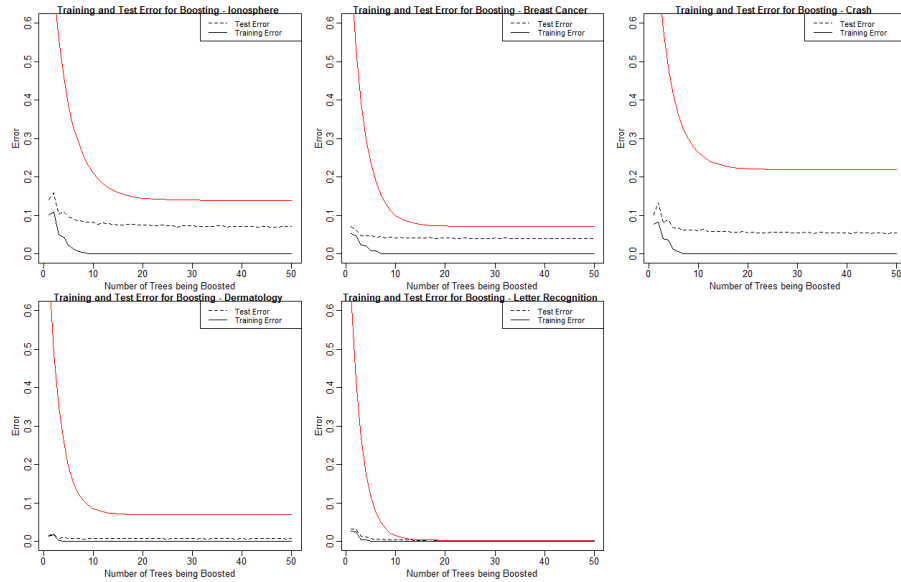 Training and Test Error for Boosting - Ionosphere
Test Error
Training Error
Error
0.0 0.1 0.2 0.3 0.4 0.5 0.6
0 10 20 30 40 50
Number of Trees being Boosted
Training and Test Error for Boosting - Breast Cancer
Test Error
Training Error
Error
0.0 0.1 0.2 0.3 0.4 0.5 0.6
0 10 20 30 40 50
Number of Trees being Boosted
Training and Test Error for Boosting - Crash
Test Error
Training Error
Error
0.0 0.1 0.2 0.3 0.4 0.5 0.6
0 10 20 30 40 50
Number of Trees being Boosted
Training and Test Error for Boosting - Dermatology
Test Error
Training Error
Error
0.0 0.1 0.2 0.3 0.4 0.5 0.6
0 10 20 30 40 50
Number of Trees being Boosted
Training and Test Error for Boosting - Letter Recognition
Test Error
Training Error
Error
0.0 0.1 0.2 0.3 0.4 0.5 0.6
0 10 20 30 40 50
Number of Trees being Boosted